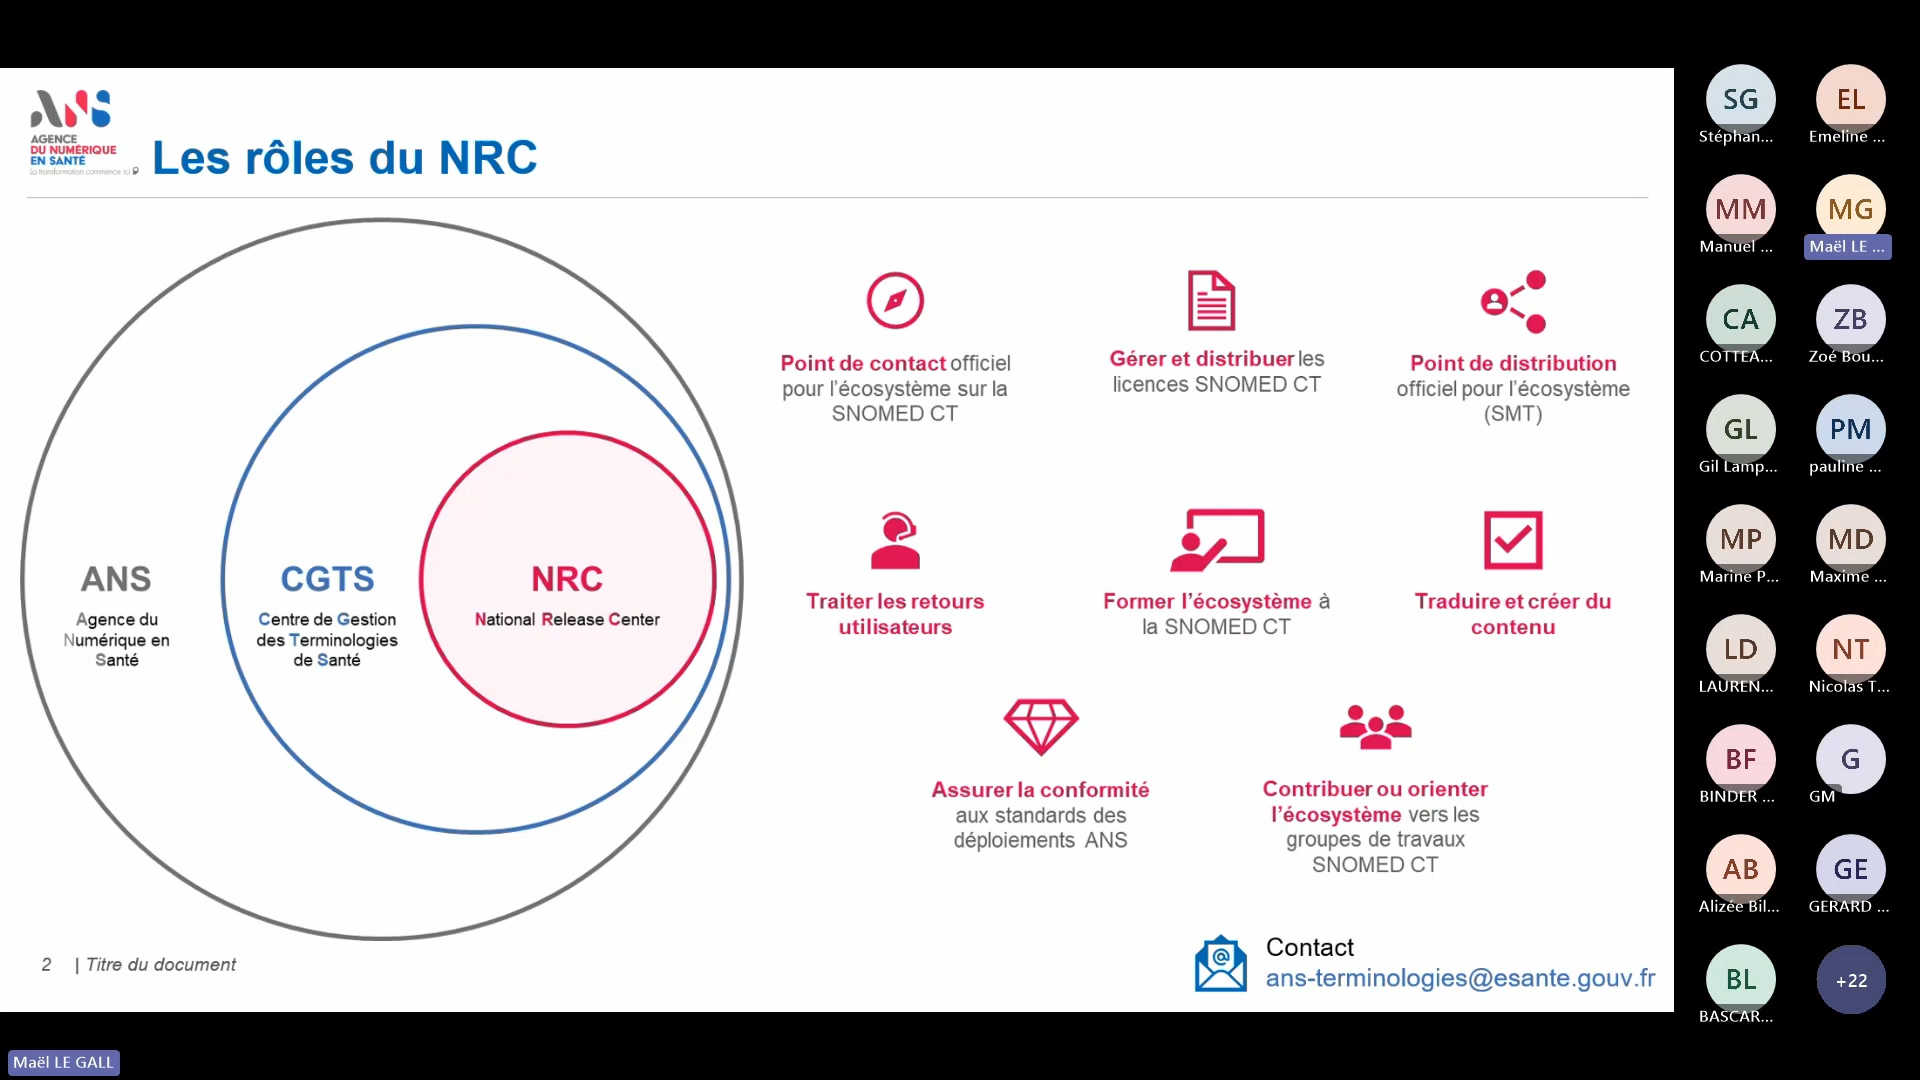 ANS
AGENCE
DU NUMÉRIQUE
EN SANTÉ
La transformation commence ici
Les rôles du NRC
ANS
Agence du
Numérique en
Santé
CGTS
Centre de Gestion
des Terminologies
de Santé
NRC
National Release Center
Point de contact officiel
pour l'écosystème sur la
SNOMED CT
Gérer et distribuer les
licences SNOMED CT
Point de distribution
officiel pour l'écosystème
(SMT)
Traiter les retours
utilisateurs
Former l'écosystème à
la SNOMED CT
Traduire et créer du
contenu
Assurer la conformité
aux standards des
déploiements ANS
Contribuer ou orienter
l'écosystème vers les
groupes de travaux
SNOMED CT
Contact
ans-terminologies@esante.gouv.fr
2 | Titre du document
SG
Stéphan...
EL
Emeline ...
MM
Manuel ...
MG
Maël LE ...
CA
COTTEA...
ZB
Zoé Bou...
GL
Gil Lamp...
PM
pauline ...
MP
Marine P...
MD
Maxime ...
LD
LAUREN...
NT
Nicolas T...
BF
BINDER ...
G
GM
AB
Alizée Bil...
GE
GERARD ...
BL
BASCAR...
+22
Maël LE GALL